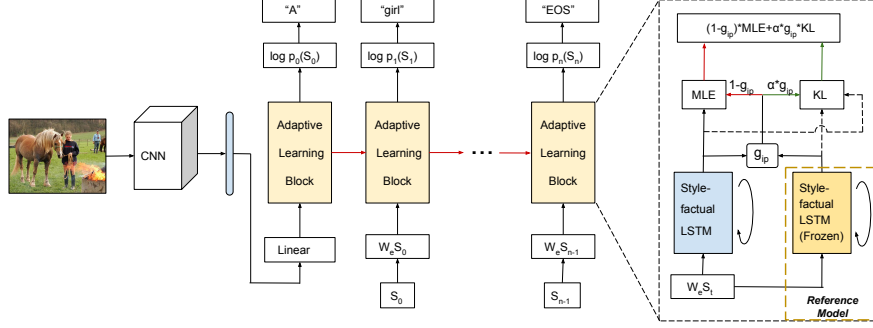 “A”
“girl”
“EOS”
log p0(S0)
log p1(S1)
log pn(Sn)
(1-gip)*MLE+α*gip*KL
MLE
1-gip
α*gip
KL
CNN
Adaptive
Learning
Block
Adaptive
Learning
Block
...
Adaptive
Learning
Block
gip
Style-
factual
LSTM
Style-
factual
LSTM
(Frozen)
Linear
WeS0
WeSn-1
WeSt
S0
Sn-1
Reference
Model